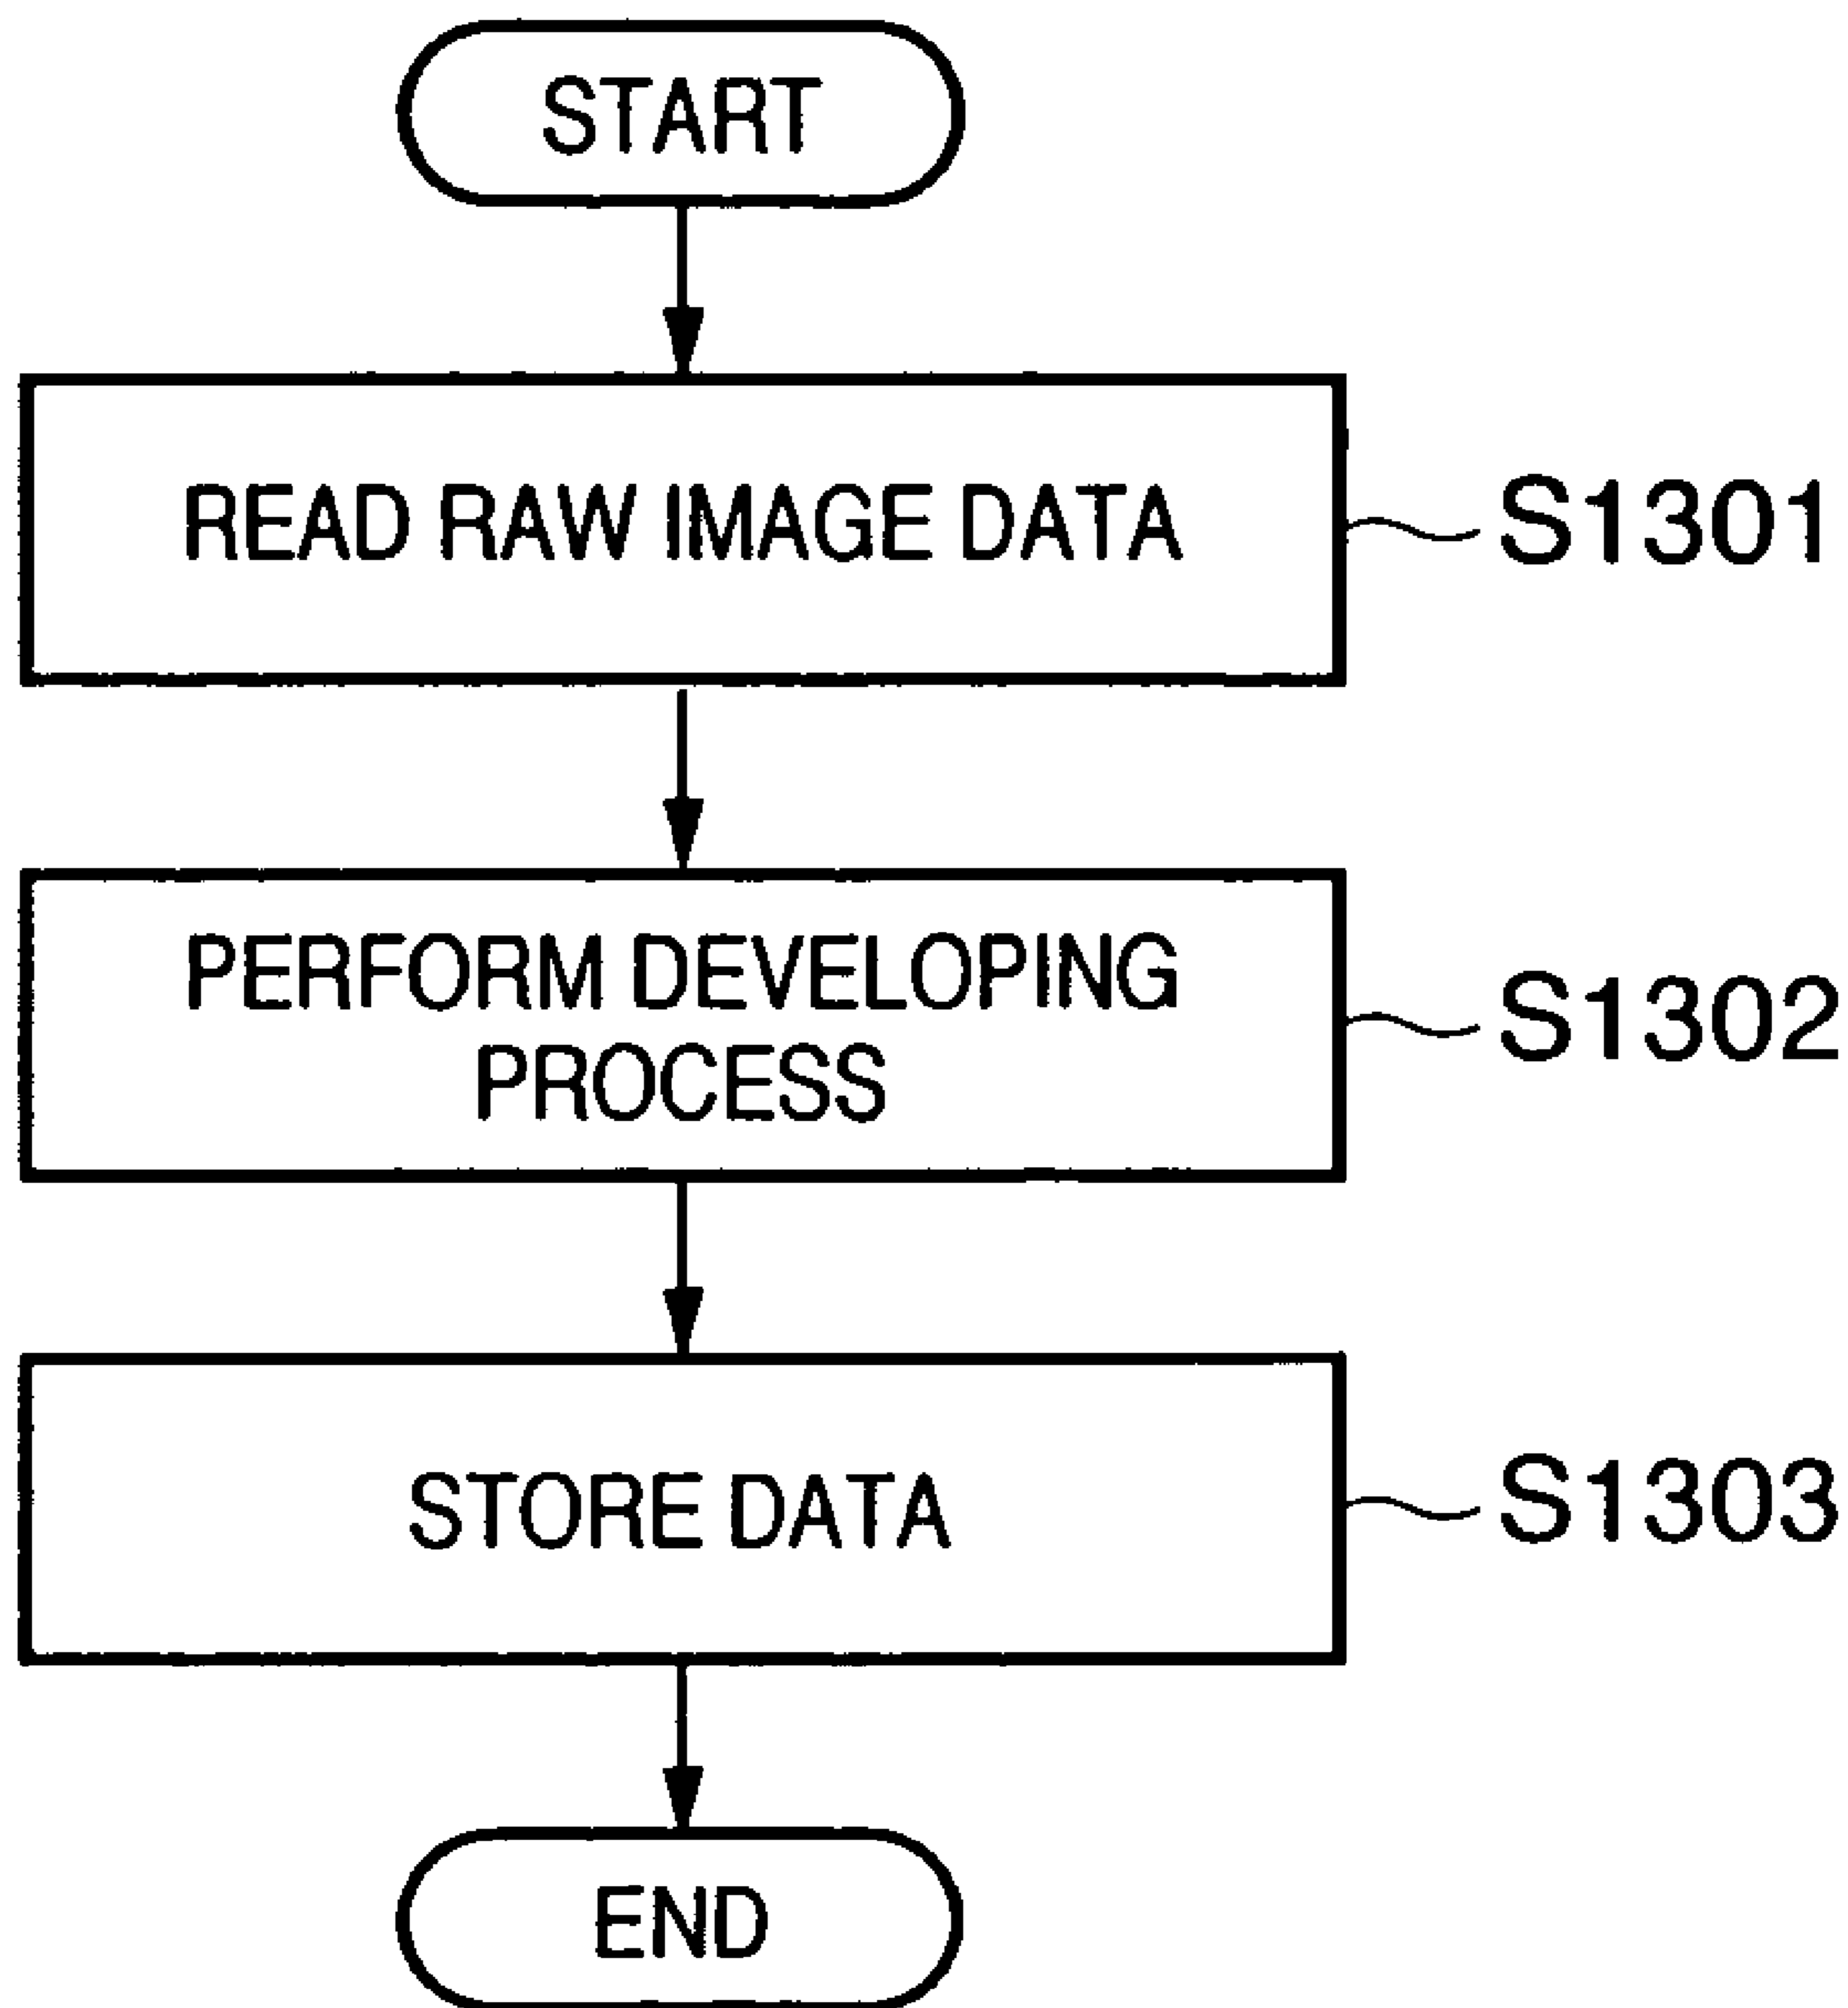 START
READ RAW IMAGE DATA
S1301
PERFORM DEVELOPING
PROCESS
S1302
STORE DATA
S1303
END